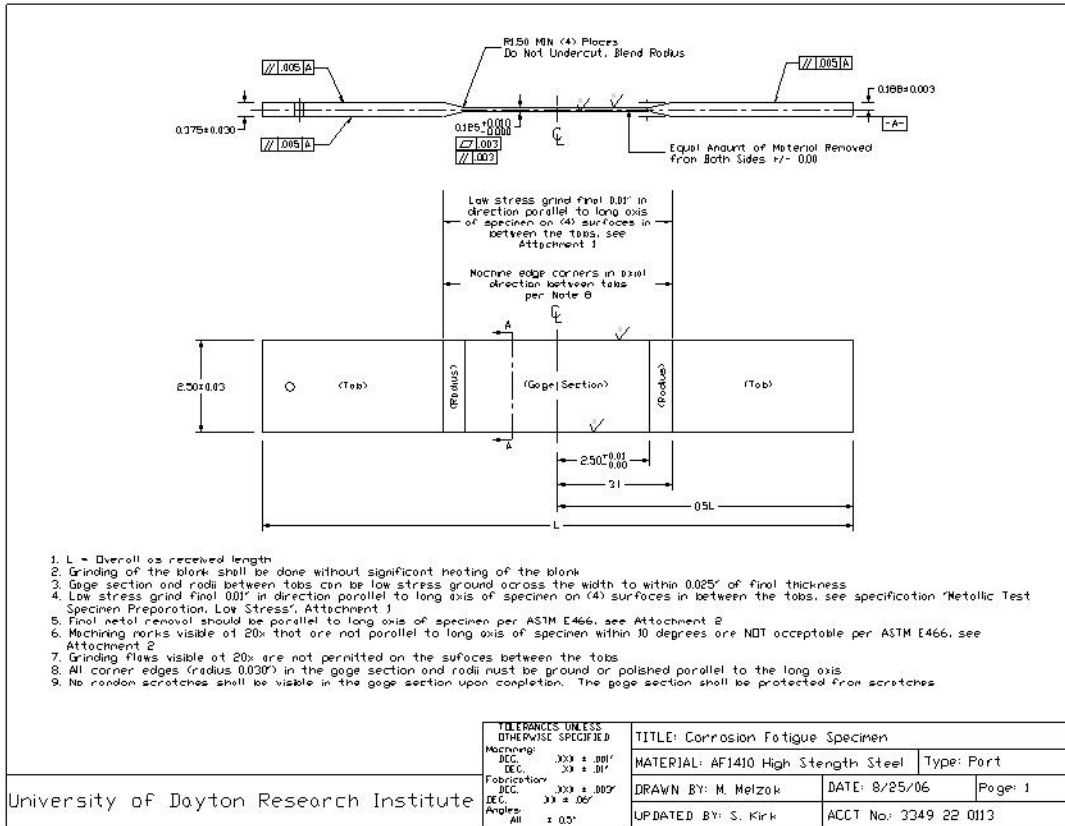 R1.50 MIN (4) Places
Do Not Undercut, Blend Radius
// .005 A
// .005 A
0.188±0.003
0.375±0.030
0.125 +0.010 -0.000
-A-
// .005 A
⏥ .003
// .003
Equal Amount of Material Removed
from Both Sides +/- 0.00
Low stress grind final 0.01" in
direction parallel to long axis
of specimen on (4) surfaces in
between the tabs, see
Attachment 1
Machine edge corners in axial
direction between tabs
per Note 8
A
2.50±0.03
(Tab)
(Radius)
(Gage Section)
(Radius)
(Tab)
A
2.50 +0.01 -0.00
3.1
0.5L
L
1. L = Overall as received length
2. Grinding of the blank shall be done without significant heating of the blank
3. Gage section and radii between tabs can be low stress ground across the width to within 0.025" of final thickness
4. Low stress grind final 0.01" in direction parallel to long axis of specimen on (4) surfaces in between the tabs, see specification "Metallic Test
Specimen Preparation, Low Stress", Attachment 1
5. Final metal removal should be parallel to long axis of specimen per ASTM E466, see Attachment 2
6. Machining marks visible at 20x that are not parallel to long axis of specimen within 10 degrees are NOT acceptable per ASTM E466, see
Attachment 2
7. Grinding flaws visible at 20x are not permitted on the sufaces between the tabs
8. All corner edges (radius 0.030") in the gage section and radii must be ground or polished parallel to the long axis
9. No random scratches shall be visible in the gage section upon completion. The gage section shall be protected from scratches
TOLERANCES UNLESS
OTHERWISE SPECIFIED
Machining:
DEC. .XXX ± .001"
DEC. .XX ± .01"
Fabrication:
DEC.
DEC. .XX ± .06"
Angles:
All ± 0.5°
TITLE: Corrosion Fatigue Specimen
MATERIAL: AF1410 High Stength Steel
Type: Part
DRAWN BY: M. Melzak
DATE: 8/25/06
Page: 1
UPDATED BY: S. Kirk
ACCT No.: 3349 22 0113
University of Dayton Research Institute